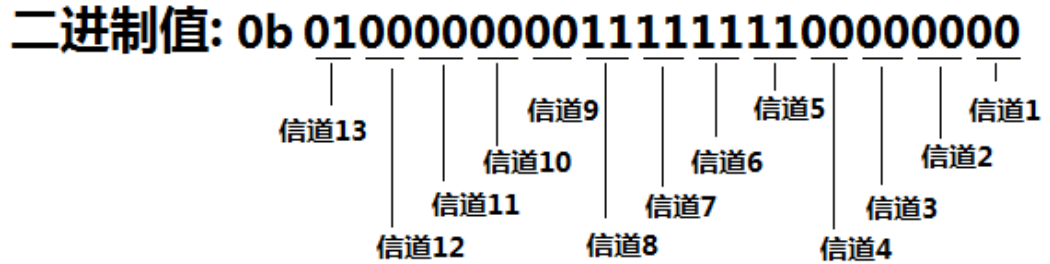 二进制值: 0b 01000000001111111100000000
信道9
信道5
信道1
信道13
信道10
信道6
信道2
信道11
信道7
信道3
信道12
信道8
信道4